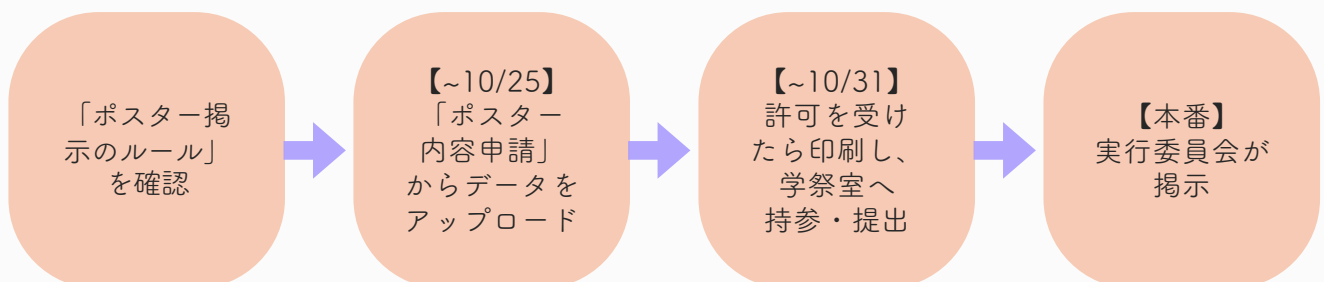 「ポスター掲
示のルール」
を確認
【~10/25】
「ポスター
内容申請」
からデータを
アップロード
【~10/31】
許可を受け
たら印刷し、
学祭室へ
持参・提出
【本番】
実行委員会が
掲示